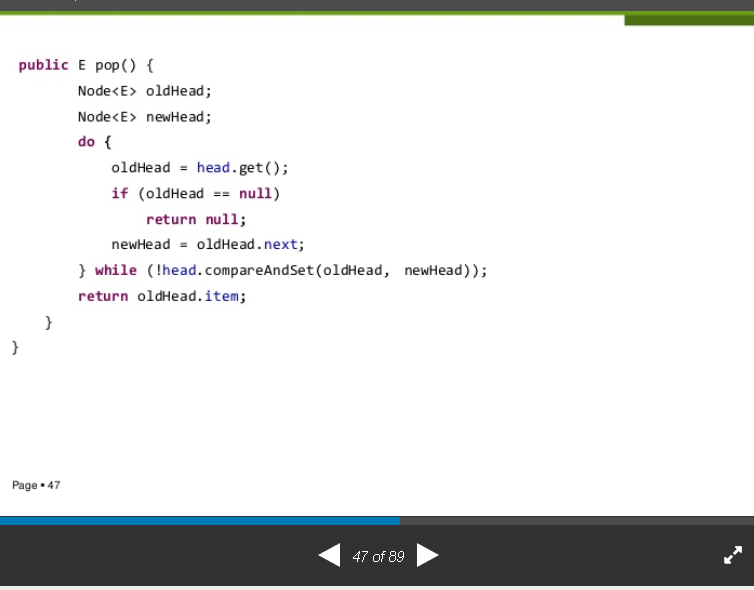 public E pop() {
Node<E> oldHead;
Node<E> newHead;
do {
oldHead = head.get();
if (oldHead == null)
return null;
newHead = oldHead.next;
} while (!head.compareAndSet(oldHead, newHead));
return oldHead.item;
}
}
Page ▪ 47
47 of 89